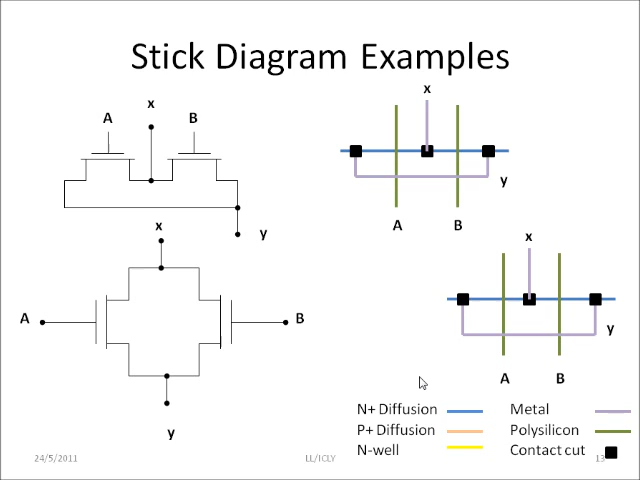 Stick Diagram Examples
x
A
B
y
x
A
B
y
x
y
A
B
x
y
A
B
N+ Diffusion
Metal
P+ Diffusion
Polysilicon
N-well
Contact cut
24/5/2011
LL/ICLY
13